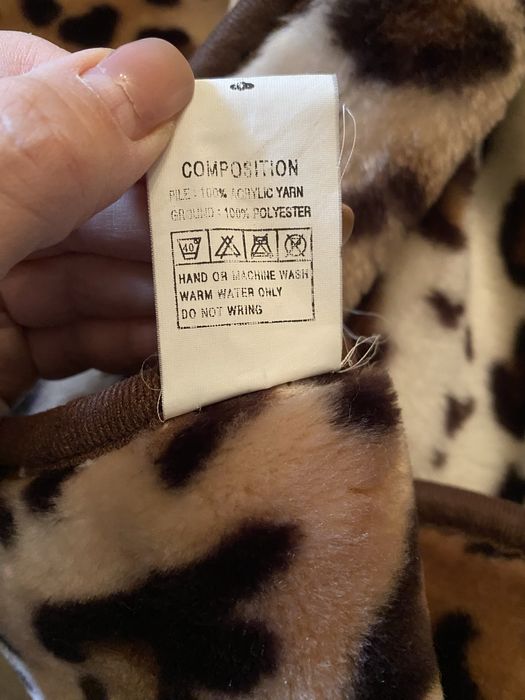 COMPOSITION
PILE : 100% ACRYLIC YARN
GROUND : 100% POLYESTER
40°
HAND OR MACHINE WASH
WARM WATER ONLY
DO NOT WRING